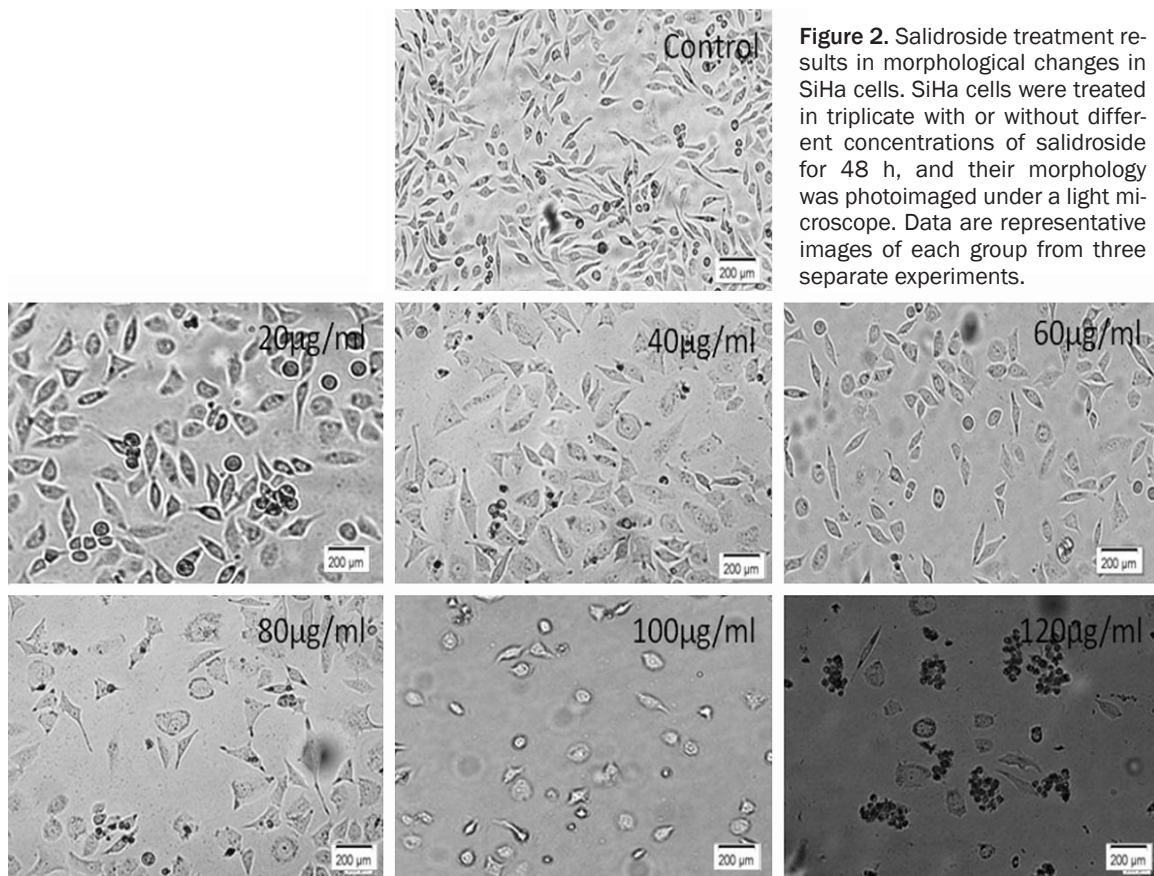 Control
200 µm
Figure 2. Salidroside treatment re-
sults in morphological changes in
SiHa cells. SiHa cells were treated
in triplicate with or without differ-
ent concentrations of salidroside
for 48 h, and their morphology
was photoimaged under a light mi-
croscope. Data are representative
images of each group from three
separate experiments.
20µg/ml
200 µm
40µg/ml
200 µm
60µg/ml
200 µm
80µg/ml
200 µm
100µg/ml
200 µm
120µg/ml
200 µm